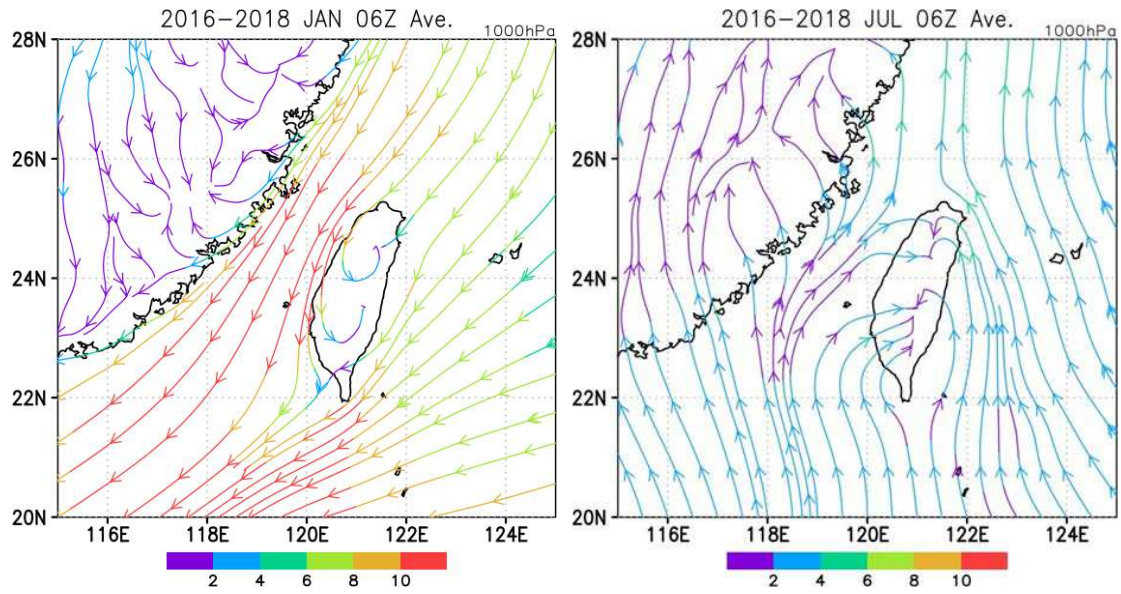 2016-2018 JAN 06Z Ave.
1000hPa
28N
26N
24N
22N
20N
116E 118E 120E 122E 124E
2 4 6 8 10
2016-2018 JUL 06Z Ave.
1000hPa
28N
26N
24N
22N
20N
116E 118E 120E 122E 124E
2 4 6 8 10